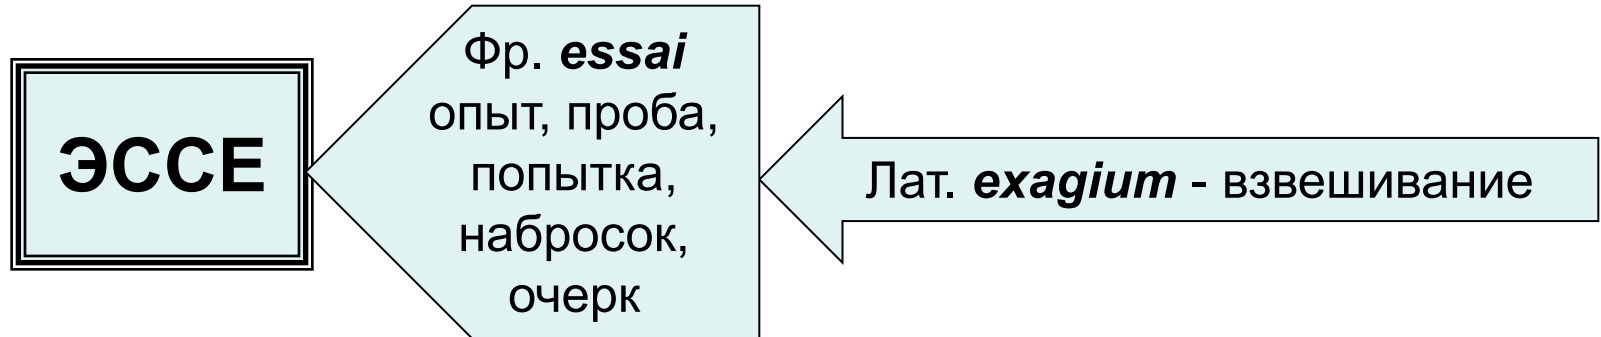 ЭССЕ
Фр. essai
опыт, проба,
попытка,
набросок,
очерк
Лат. exagium - взвешивание